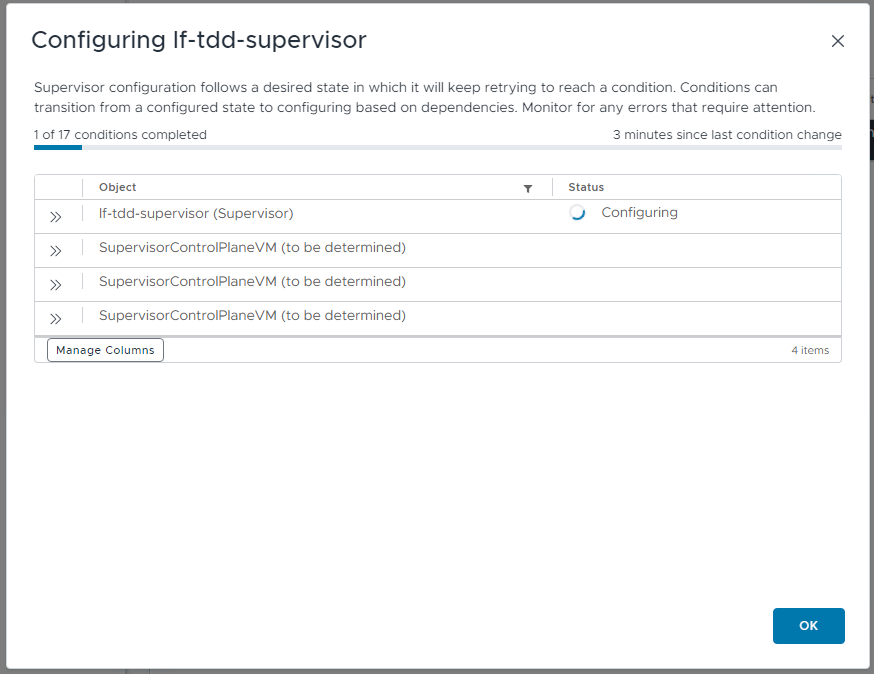 Configuring lf-tdd-supervisor
Supervisor configuration follows a desired state in which it will keep retrying to reach a condition. Conditions can
transition from a configured state to configuring based on dependencies. Monitor for any errors that require attention.
1 of 17 conditions completed 3 minutes since last condition change
Object Status
lf-tdd-supervisor (Supervisor) Configuring
SupervisorControlPlaneVM (to be determined)
SupervisorControlPlaneVM (to be determined)
SupervisorControlPlaneVM (to be determined)
Manage Columns 4 items
OK